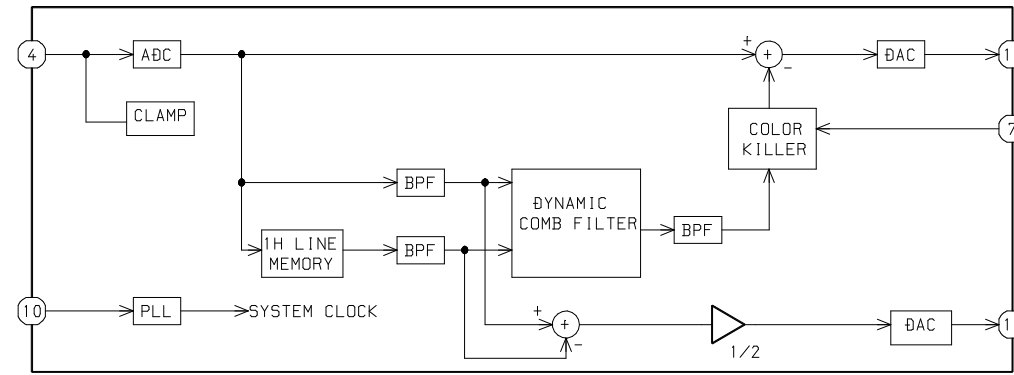 4
ADC
+
+
−
DAC
1
CLAMP
COLOR
KILLER
7
BPF
DYNAMIC
COMB FILTER
BPF
1H LINE
MEMORY
BPF
10
PLL
SYSTEM CLOCK
+
+
−
1/2
DAC
1